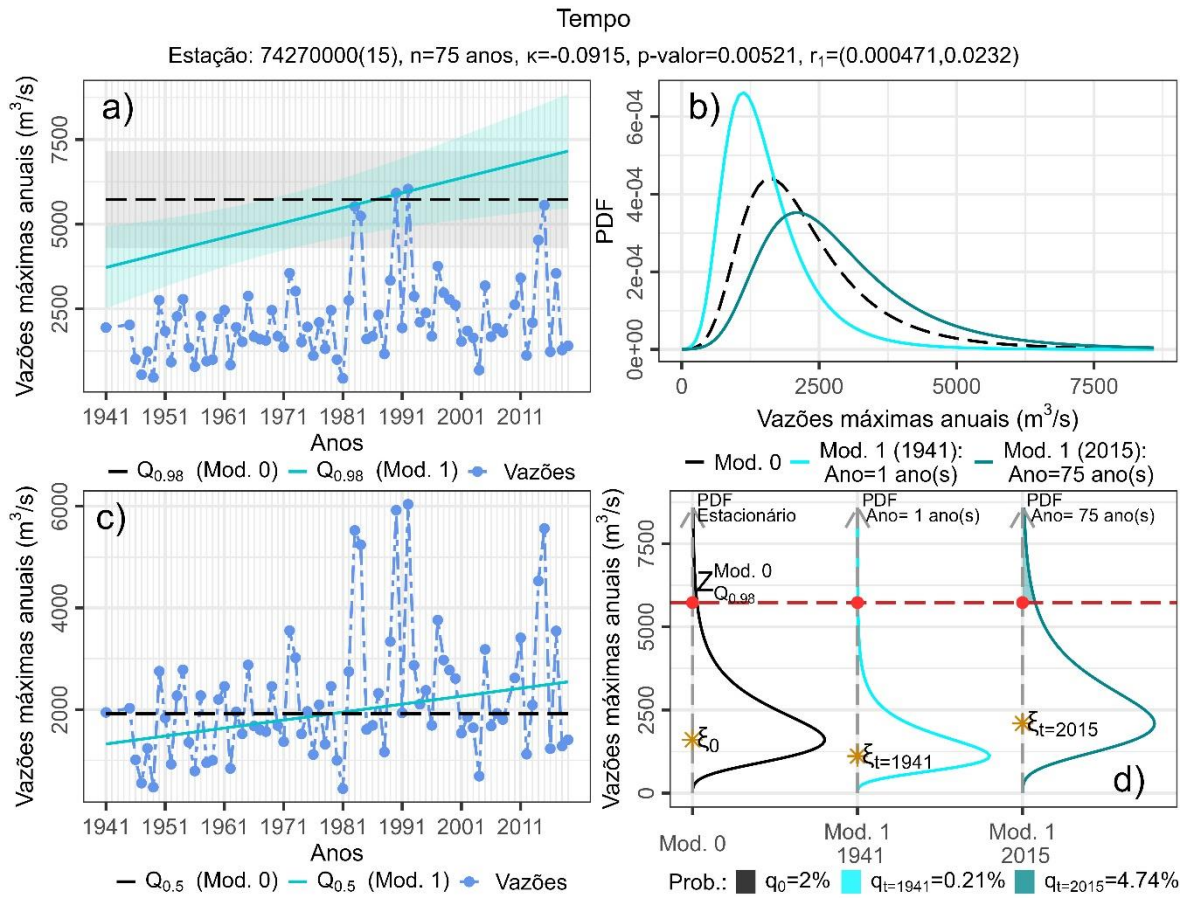 Tempo
Estação: 74270000(15), n=75 anos, κ=-0.0915, p-valor=0.00521, r₁=(0.000471,0.0232)
a)
Vazões máximas anuais (m³/s)
7500
5000
2500
1941 1951 1961 1971 1981 1991 2001 2011
Anos
Q₀.₉₈ (Mod. 0) Q₀.₉₈ (Mod. 1) Vazões
b)
PDF
6e-04
4e-04
2e-04
0e+00
0 2500 5000 7500
Vazões máximas anuais (m³/s)
Mod. 0 Mod. 1 (1941): Ano=1 ano(s) Mod. 1 (2015): Ano=75 ano(s)
c)
Vazões máximas anuais (m³/s)
6000
4000
2000
1941 1951 1961 1971 1981 1991 2001 2011
Anos
Q₀.₅ (Mod. 0) Q₀.₅ (Mod. 1) Vazões
Vazões máximas anuais (m³/s)
7500
5000
2500
0
PDF
Estacionário
PDF
Ano= 1 ano(s)
PDF
Ano= 75 ano(s)
Z Mod. 0 Q₀.₉₈
ξ₀
ξt=1941
ξt=2015
d)
Mod. 0
Mod. 1
1941
Mod. 1
2015
Prob.: q₀=2% qt=1941=0.21% qt=2015=4.74%